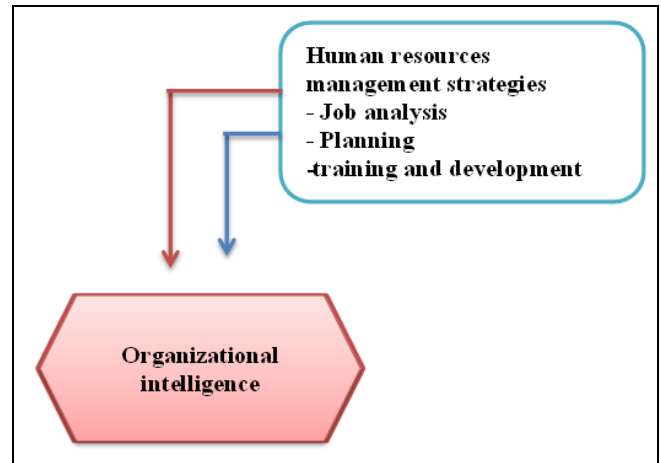 Human resources
management strategies
- Job analysis
- Planning
-training and development
Organizational
intelligence